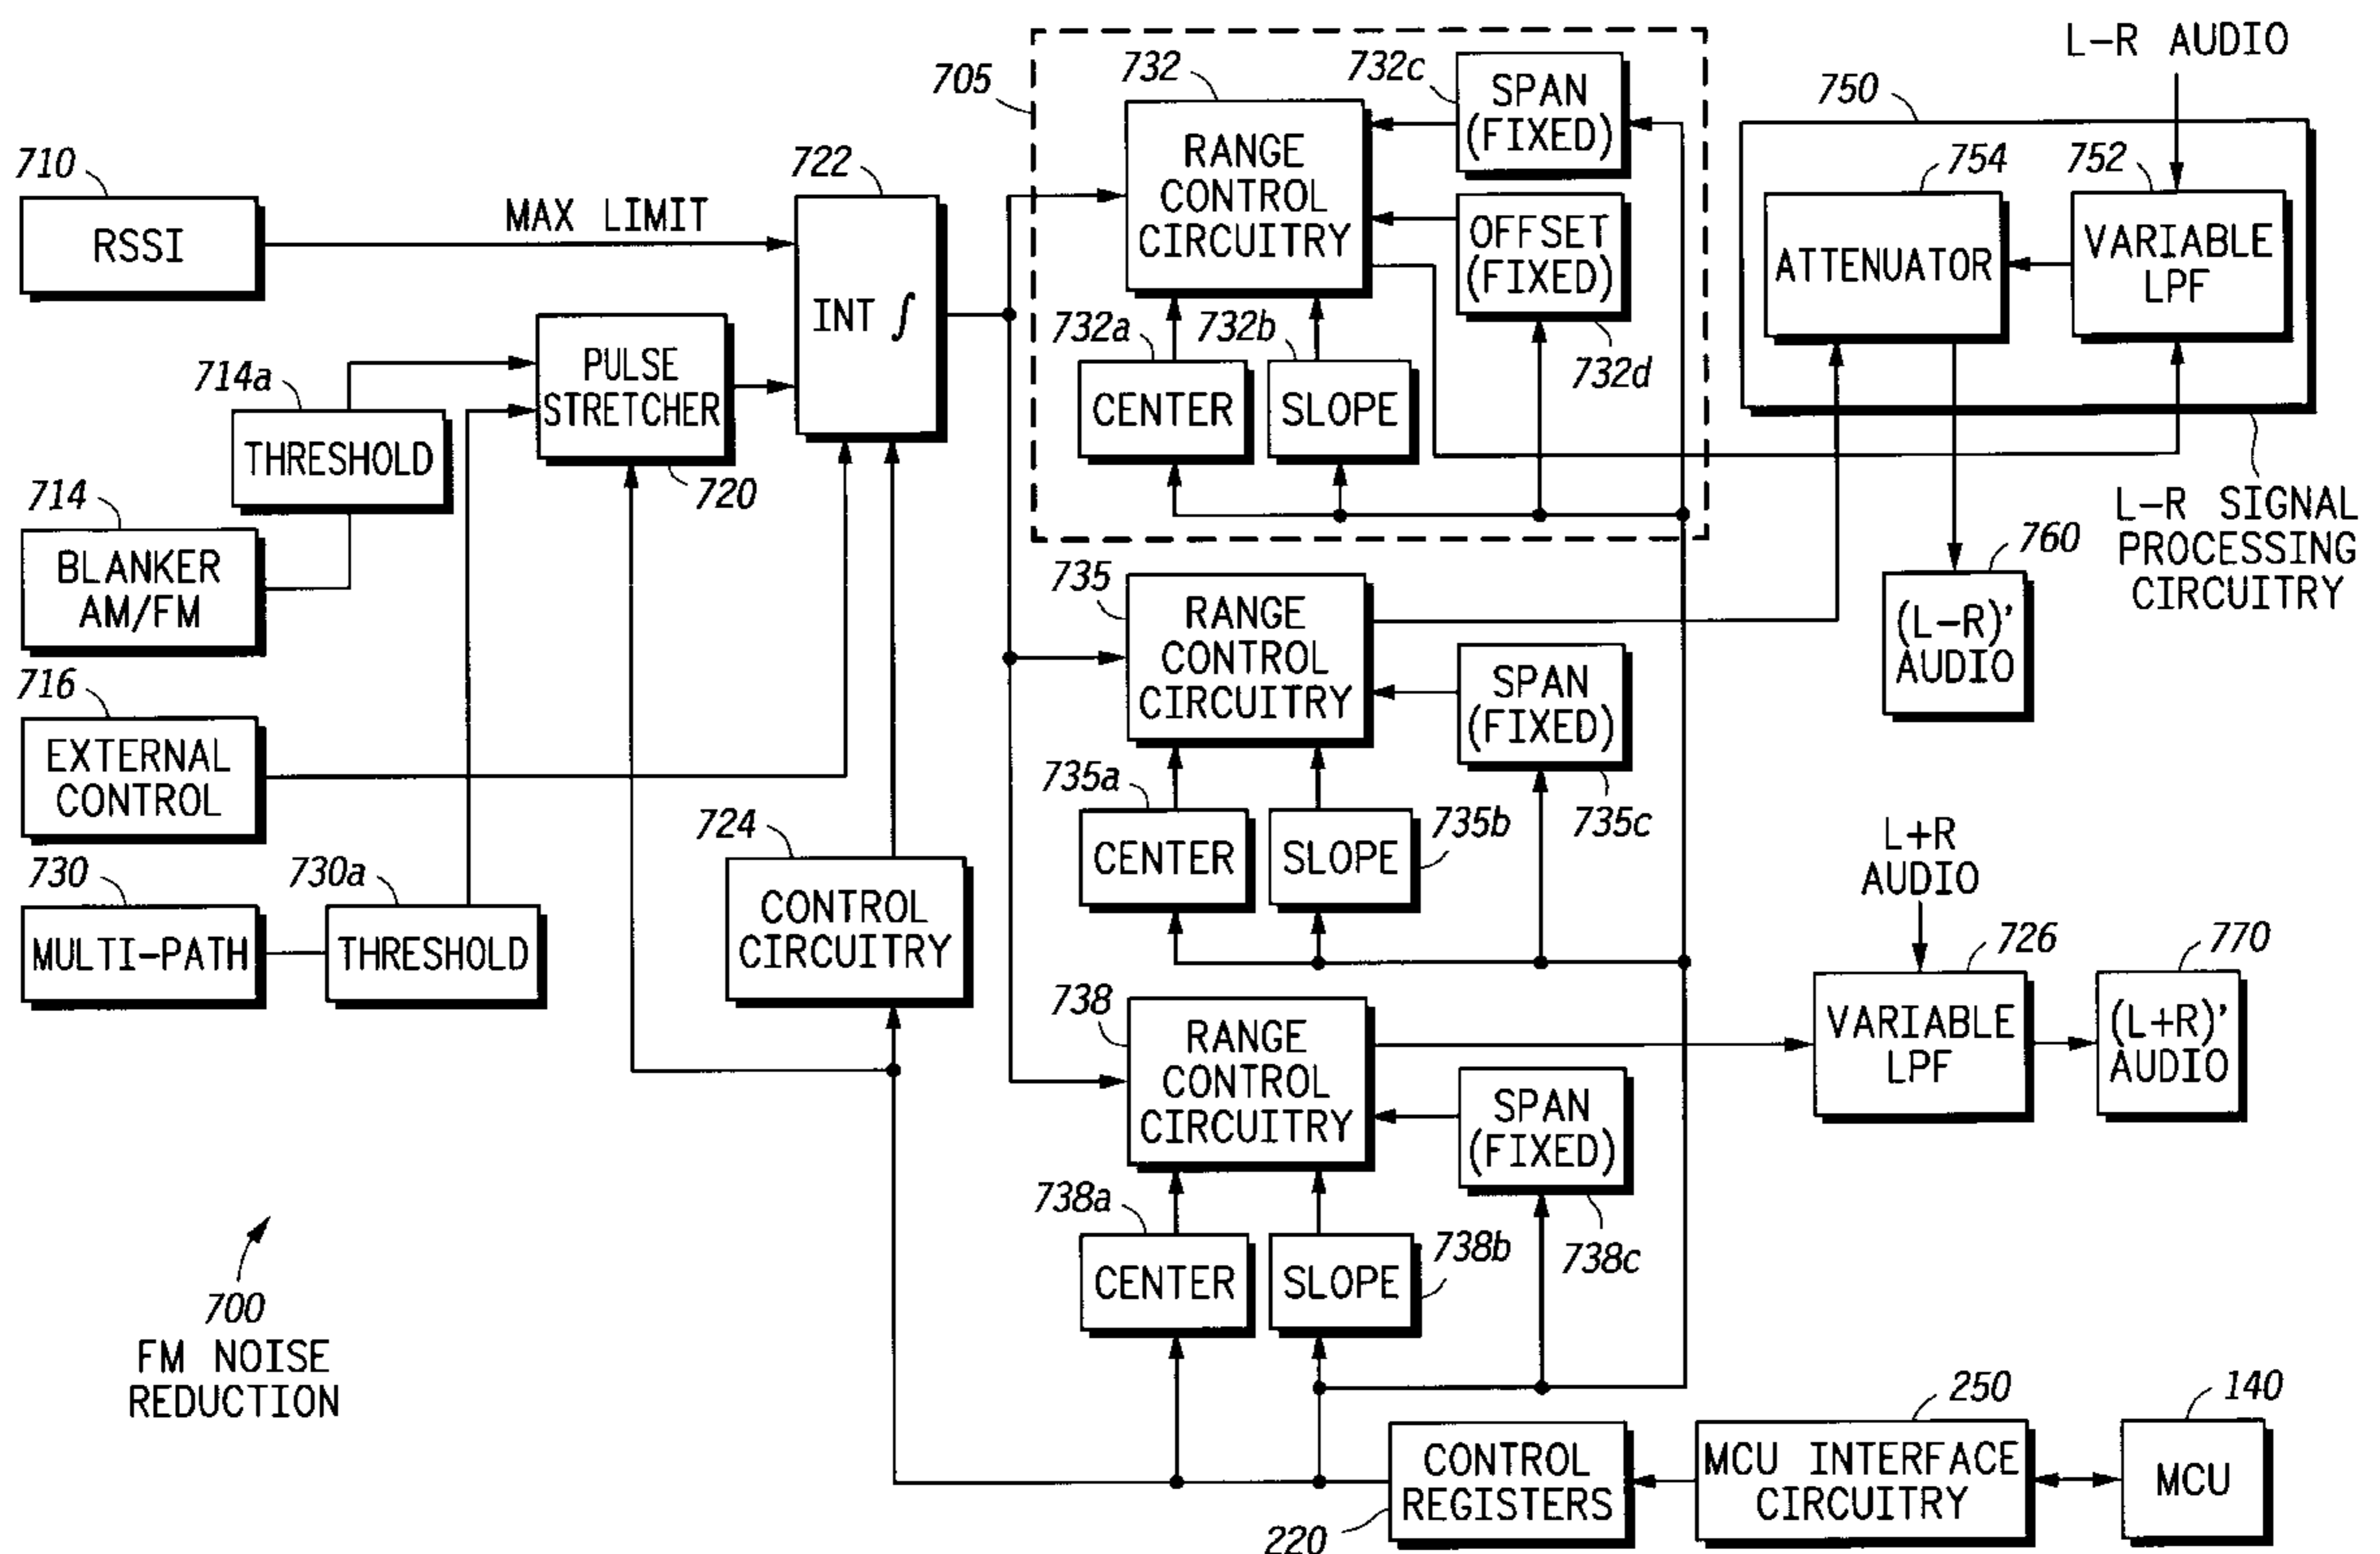 L-R AUDIO
705
732
732c
SPAN
(FIXED)
750
RANGE
CONTROL
CIRCUITRY
754
752
710
722
RSSI
MAX LIMIT
OFFSET
(FIXED)
ATTENUATOR
VARIABLE
LPF
INT ∫
732a
732b
732d
714a
PULSE
STRETCHER
CENTER
SLOPE
THRESHOLD
720
714
L-R SIGNAL
PROCESSING
CIRCUITRY
BLANKER
AM/FM
735
760
RANGE
CONTROL
CIRCUITRY
(L-R)'
AUDIO
716
SPAN
(FIXED)
EXTERNAL
CONTROL
735a
735b
735c
724
CENTER
SLOPE
L+R
AUDIO
730
730a
CONTROL
CIRCUITRY
MULTI-PATH
THRESHOLD
726
770
738
RANGE
CONTROL
CIRCUITRY
VARIABLE
LPF
(L+R)'
AUDIO
SPAN
(FIXED)
738a
738b
738c
CENTER
SLOPE
700
FM NOISE
REDUCTION
250
140
CONTROL
REGISTERS
MCU INTERFACE
CIRCUITRY
MCU
220